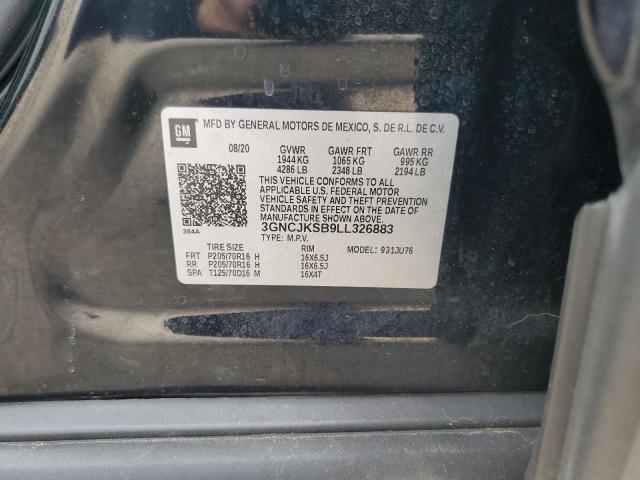 GM
MFD BY GENERAL MOTORS DE MEXICO, S. DE R.L. DE C.V.
08/20 GVWR GAWR FRT GAWR RR
1944 KG 1065 KG 995 KG
4286 LB 2348 LB 2194 LB
THIS VEHICLE CONFORMS TO ALL
APPLICABLE U.S. FEDERAL MOTOR
VEHICLE SAFETY AND THEFT PREVENTION
STANDARDS IN EFFECT ON THE DATE OF
MANUFACTURE SHOWN ABOVE.
3GNCJKSB9LL326883
384A
TYPE: M.P.V. MODEL: 931JU76
TIRE SIZE RIM
FRT P205/70R16 H 16X6.5J
RR P205/70R16 H 16X6.5J
SPA T125/70D16 M 16X4T